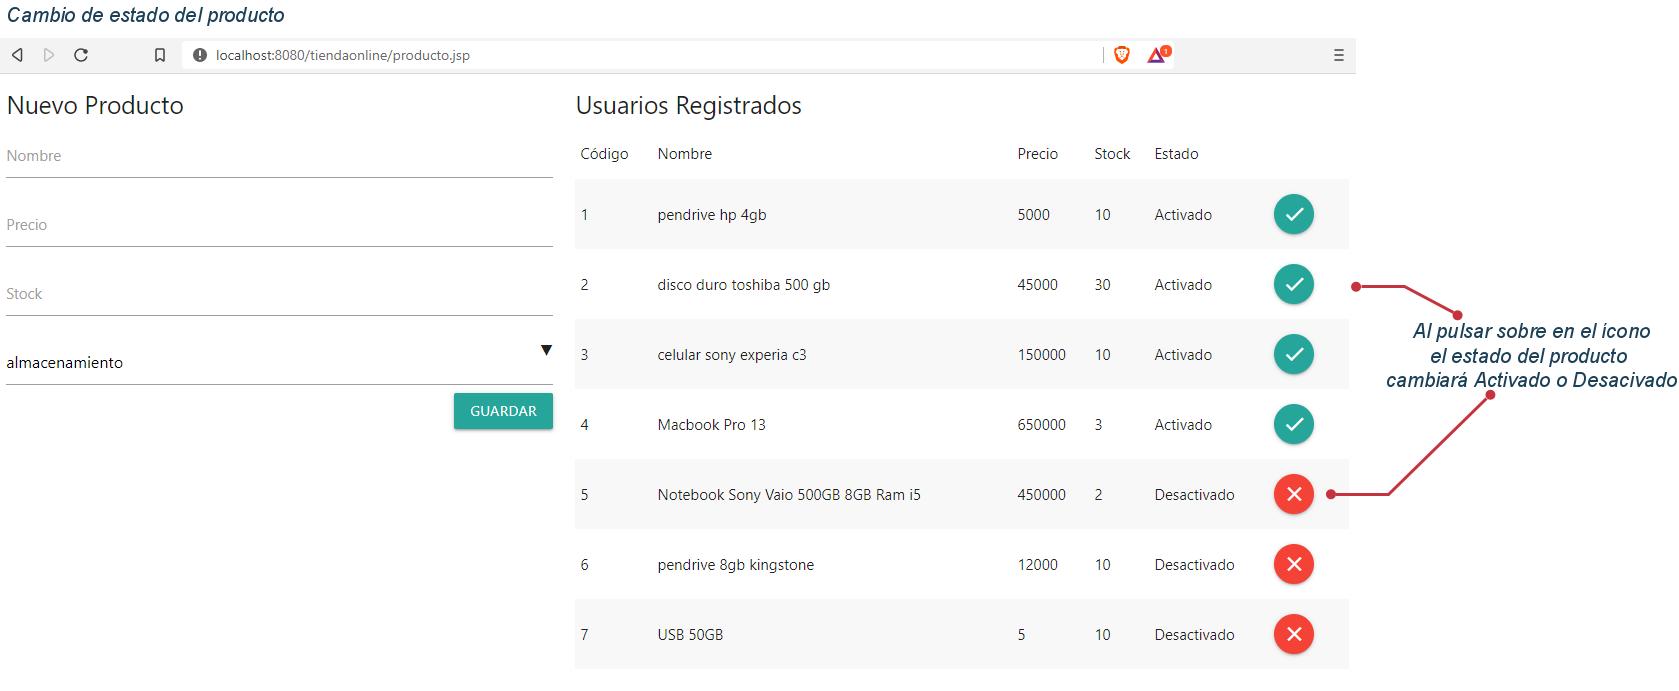 Cambio de estado del producto
localhost:8080/tiendaonline/producto.jsp
1
Nuevo Producto
Nombre
Precio
Stock
almacenamiento
GUARDAR
Usuarios Registrados
Código Nombre Precio Stock Estado
1 pendrive hp 4gb 5000 10 Activado
2 disco duro toshiba 500 gb 45000 30 Activado
3 celular sony experia c3 150000 10 Activado
4 Macbook Pro 13 650000 3 Activado
5 Notebook Sony Vaio 500GB 8GB Ram i5 450000 2 Desactivado
6 pendrive 8gb kingstone 12000 10 Desactivado
7 USB 50GB 5 10 Desactivado
Al pulsar sobre en el ícono
el estado del producto
cambiará Activado o Desacivado